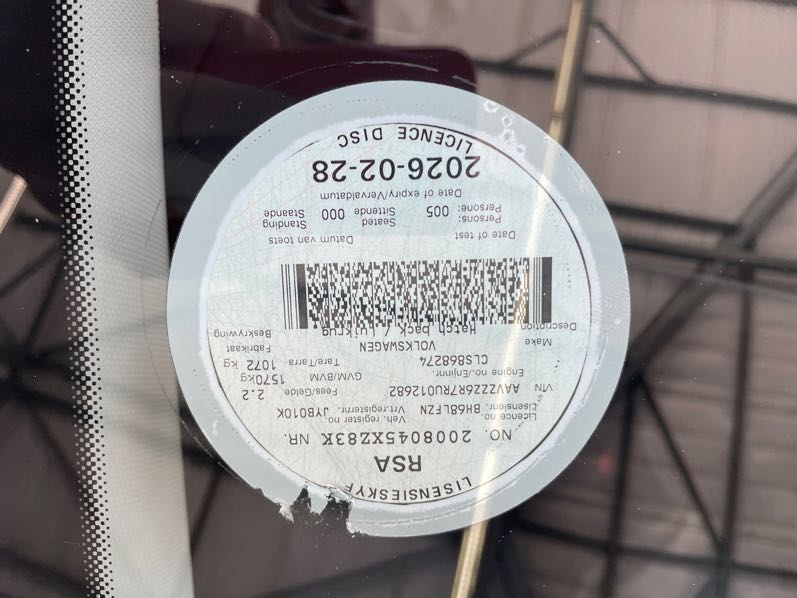 LISENSIESKYF
RSA
NO. 2008045XZ83K NR.
Licence no. Veh. register no.
Lisensienr. BH68LFZN Vrt.registernr. JYB010K
VIN AAVZZZ6R7RU012682 Fees/Gelde 2.2
Engine no./Enjinnr. GVM/BVM 1570kg
CLS868274 Tare/Tarra 1072 kg
Make VOLKSWAGEN Fabrikaat
Description Hatch back / Luikrug Beskrywing
Date of test Datum van toets
Persons: 005 Seated 000 Standing
Persone: Sittende Staande
Date of expiry/Vervaldatum
2026-02-28
LICENCE DISC